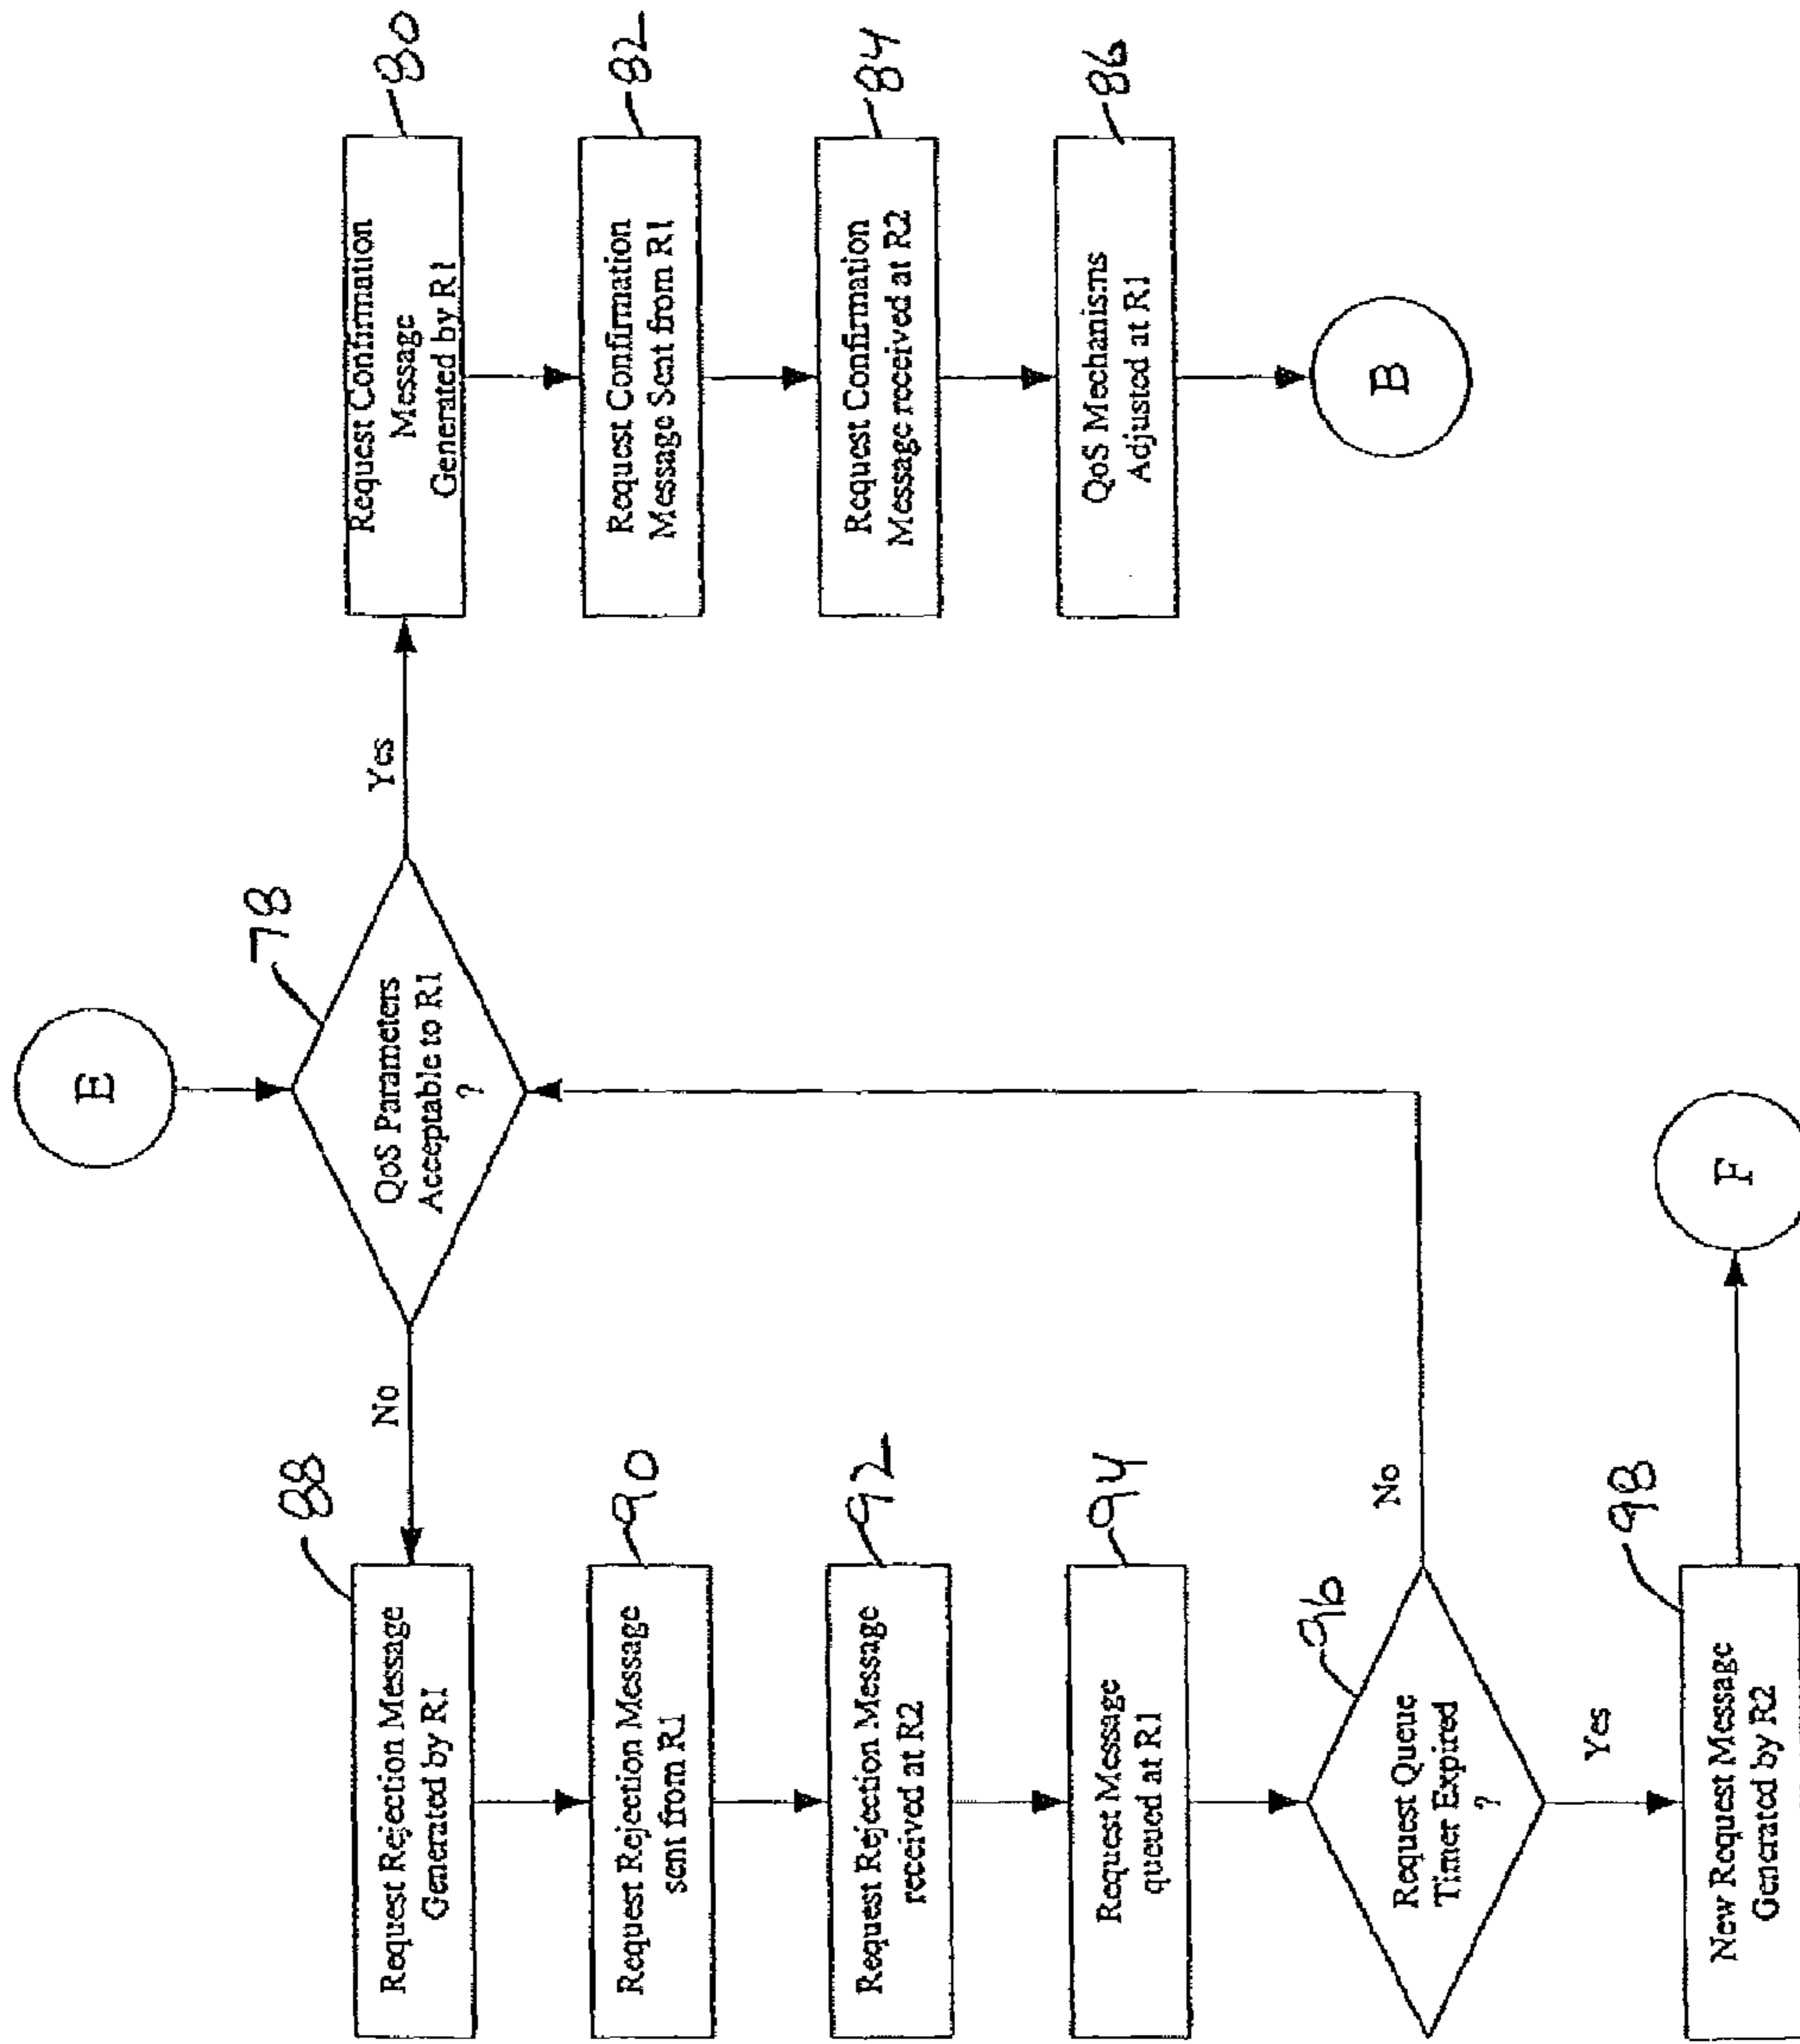 E
78
QoS Parameters
Acceptable to R1
?
Yes
80
Request Confirmation
Message
Generated by R1
82
Request Confirmation
Message Sent from R1
84
Request Confirmation
Message received at R2
86
QoS Mechanisms
Adjusted at R1
B
No
88
Request Rejection Message
Generated by R1
90
Request Rejection Message
sent from R1
92
Request Rejection Message
received at R2
94
Request Message
queued at R1
96
Request Queue
Timer Expired
?
No
Yes
98
New Request Message
Generated by R2
F